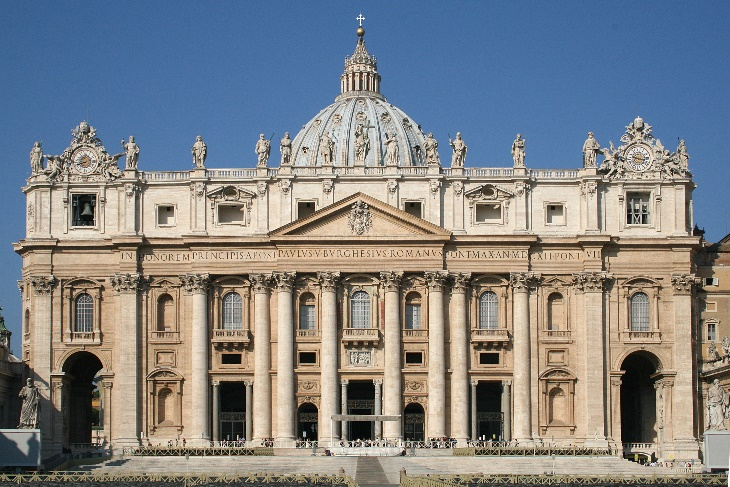 IN HONOREM PRINCIPIS APOST PAVLVS V BVRGHESIVS ROMANVS PONT MAX AN MDCXII PONT VII